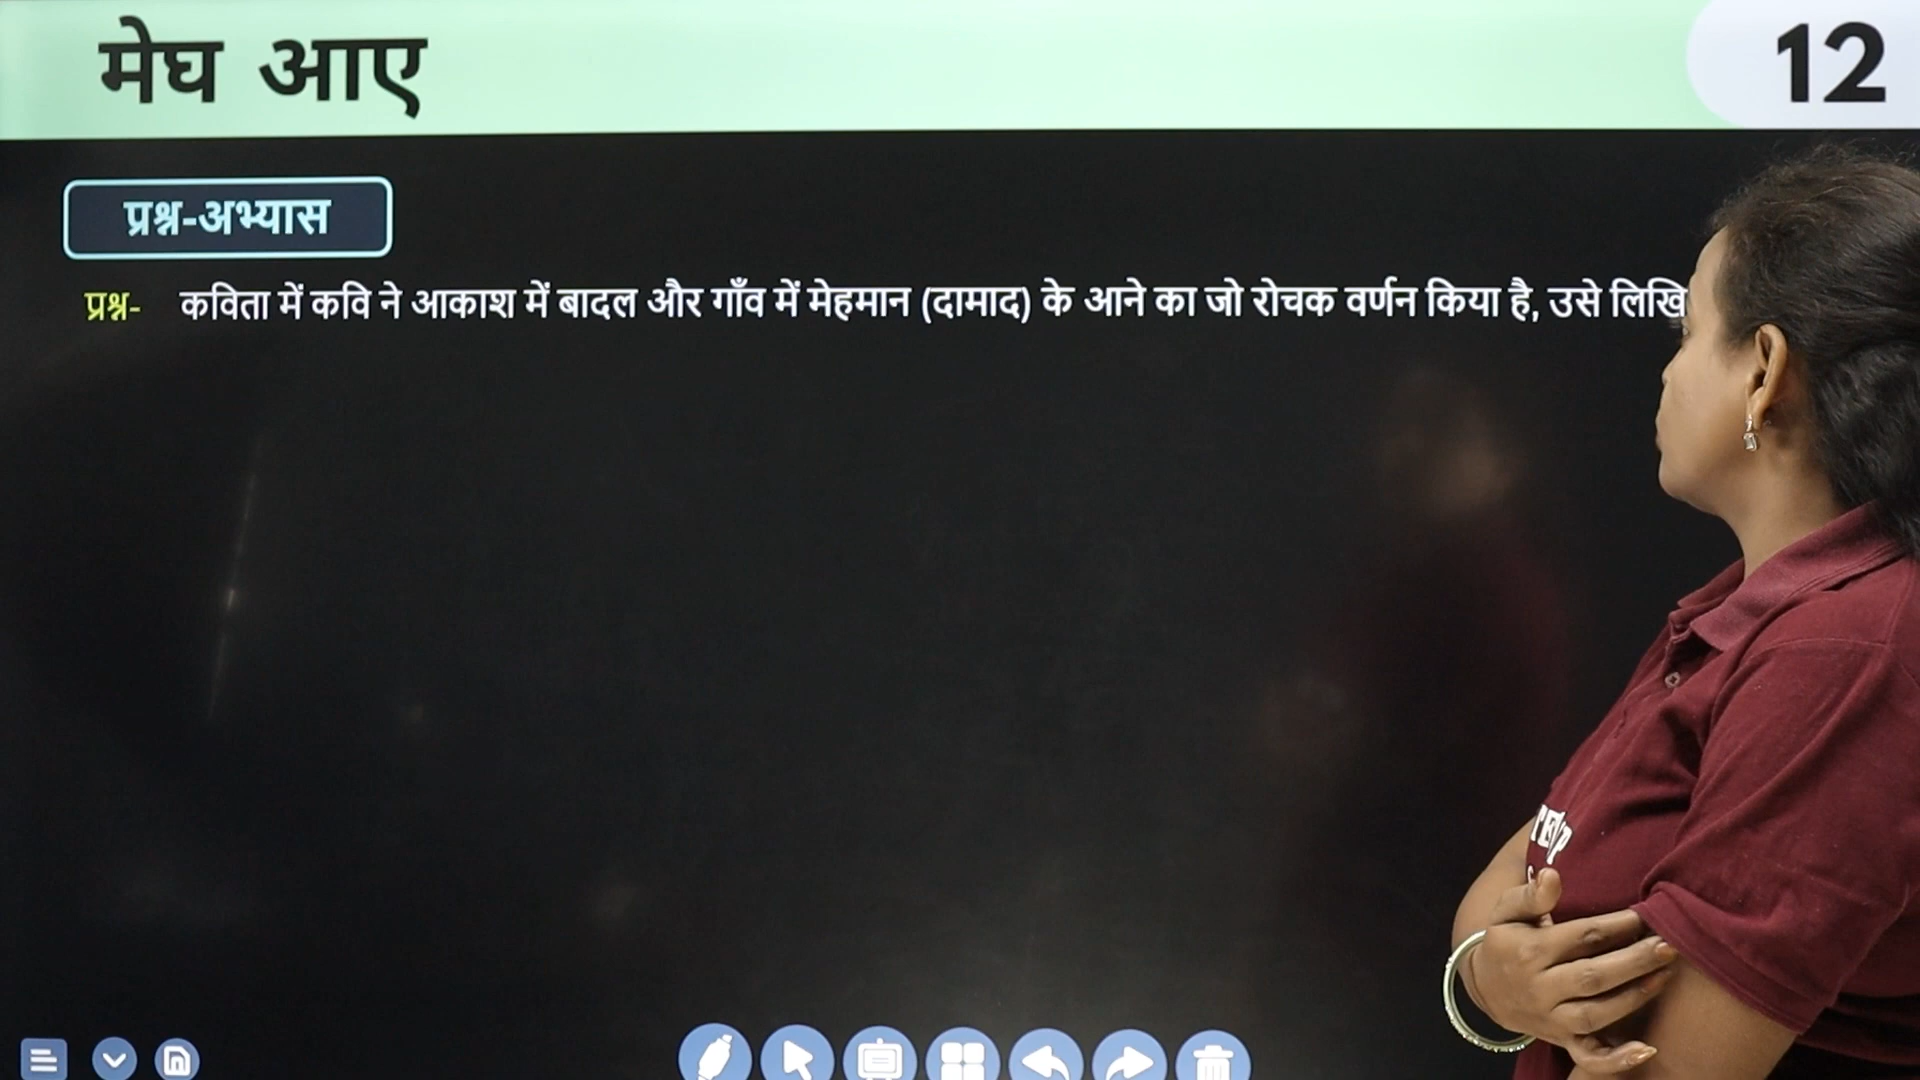 मेघ आए
12
प्रश्न-अभ्यास
प्रश्न- कविता में कवि ने आकाश में बादल और गाँव में मेहमान (दामाद) के आने का जो रोचक वर्णन किया है, उसे